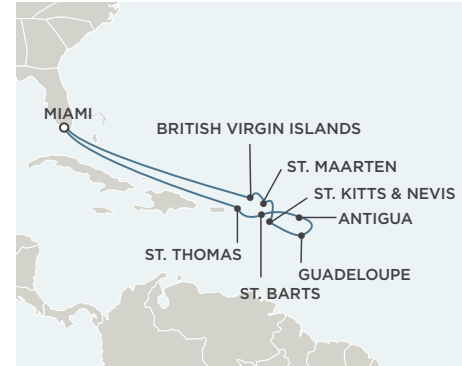 MIAMI
BRITISH VIRGIN ISLANDS
ST. MAARTEN
ST. KITTS & NEVIS
ANTIGUA
ST. THOMAS
GUADELOUPE
ST. BARTS